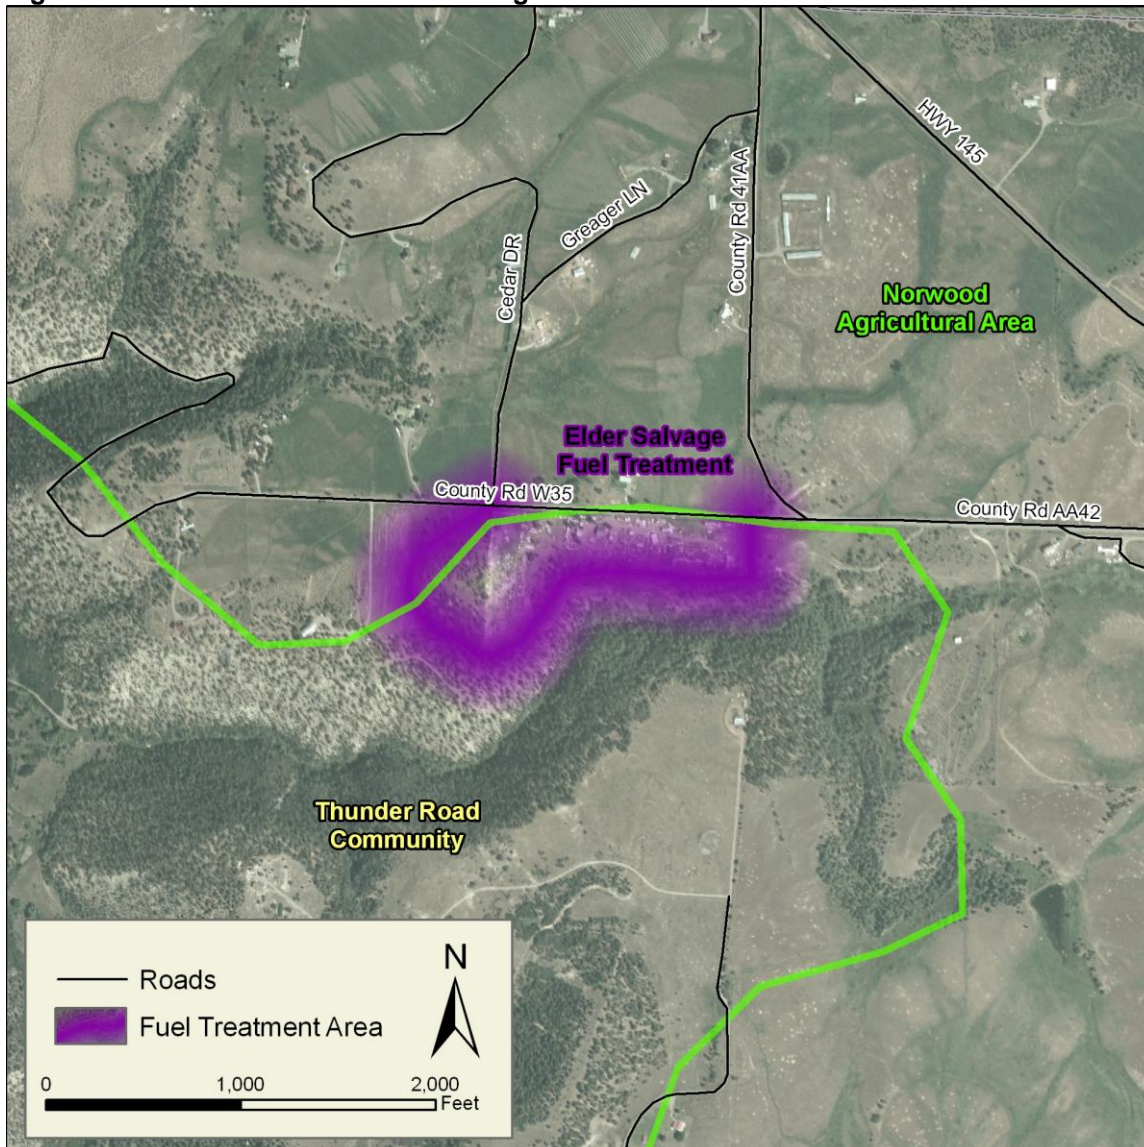 HWY 145
County Rd 41AA
Greager LN
Cedar DR
Norwood
Agricultural Area
Elder Salvage
Fuel Treatment
County Rd W35
County Rd AA42
Thunder Road
Community
N
Roads
Fuel Treatment Area
0 1,000 2,000
Feet